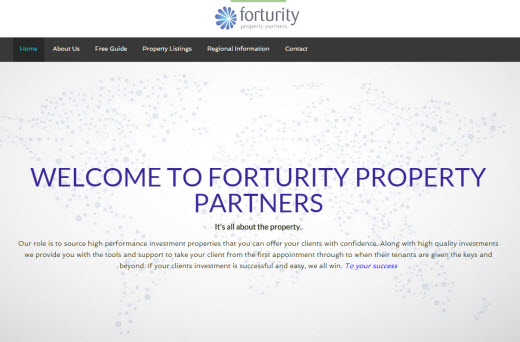 forturity
property partners
Home About Us Free Guide Property Listings Regional Information Contact
WELCOME TO FORTURITY PROPERTY
PARTNERS
It's all about the property.
Our role is to source high performance investment properties that you can offer your clients with confidence. Along with high quality investments
we provide you with the tools and support to take your client from the first appointment through to when their tenants are given the keys and
beyond. If your clients investment is successful and easy, we all win. To your success